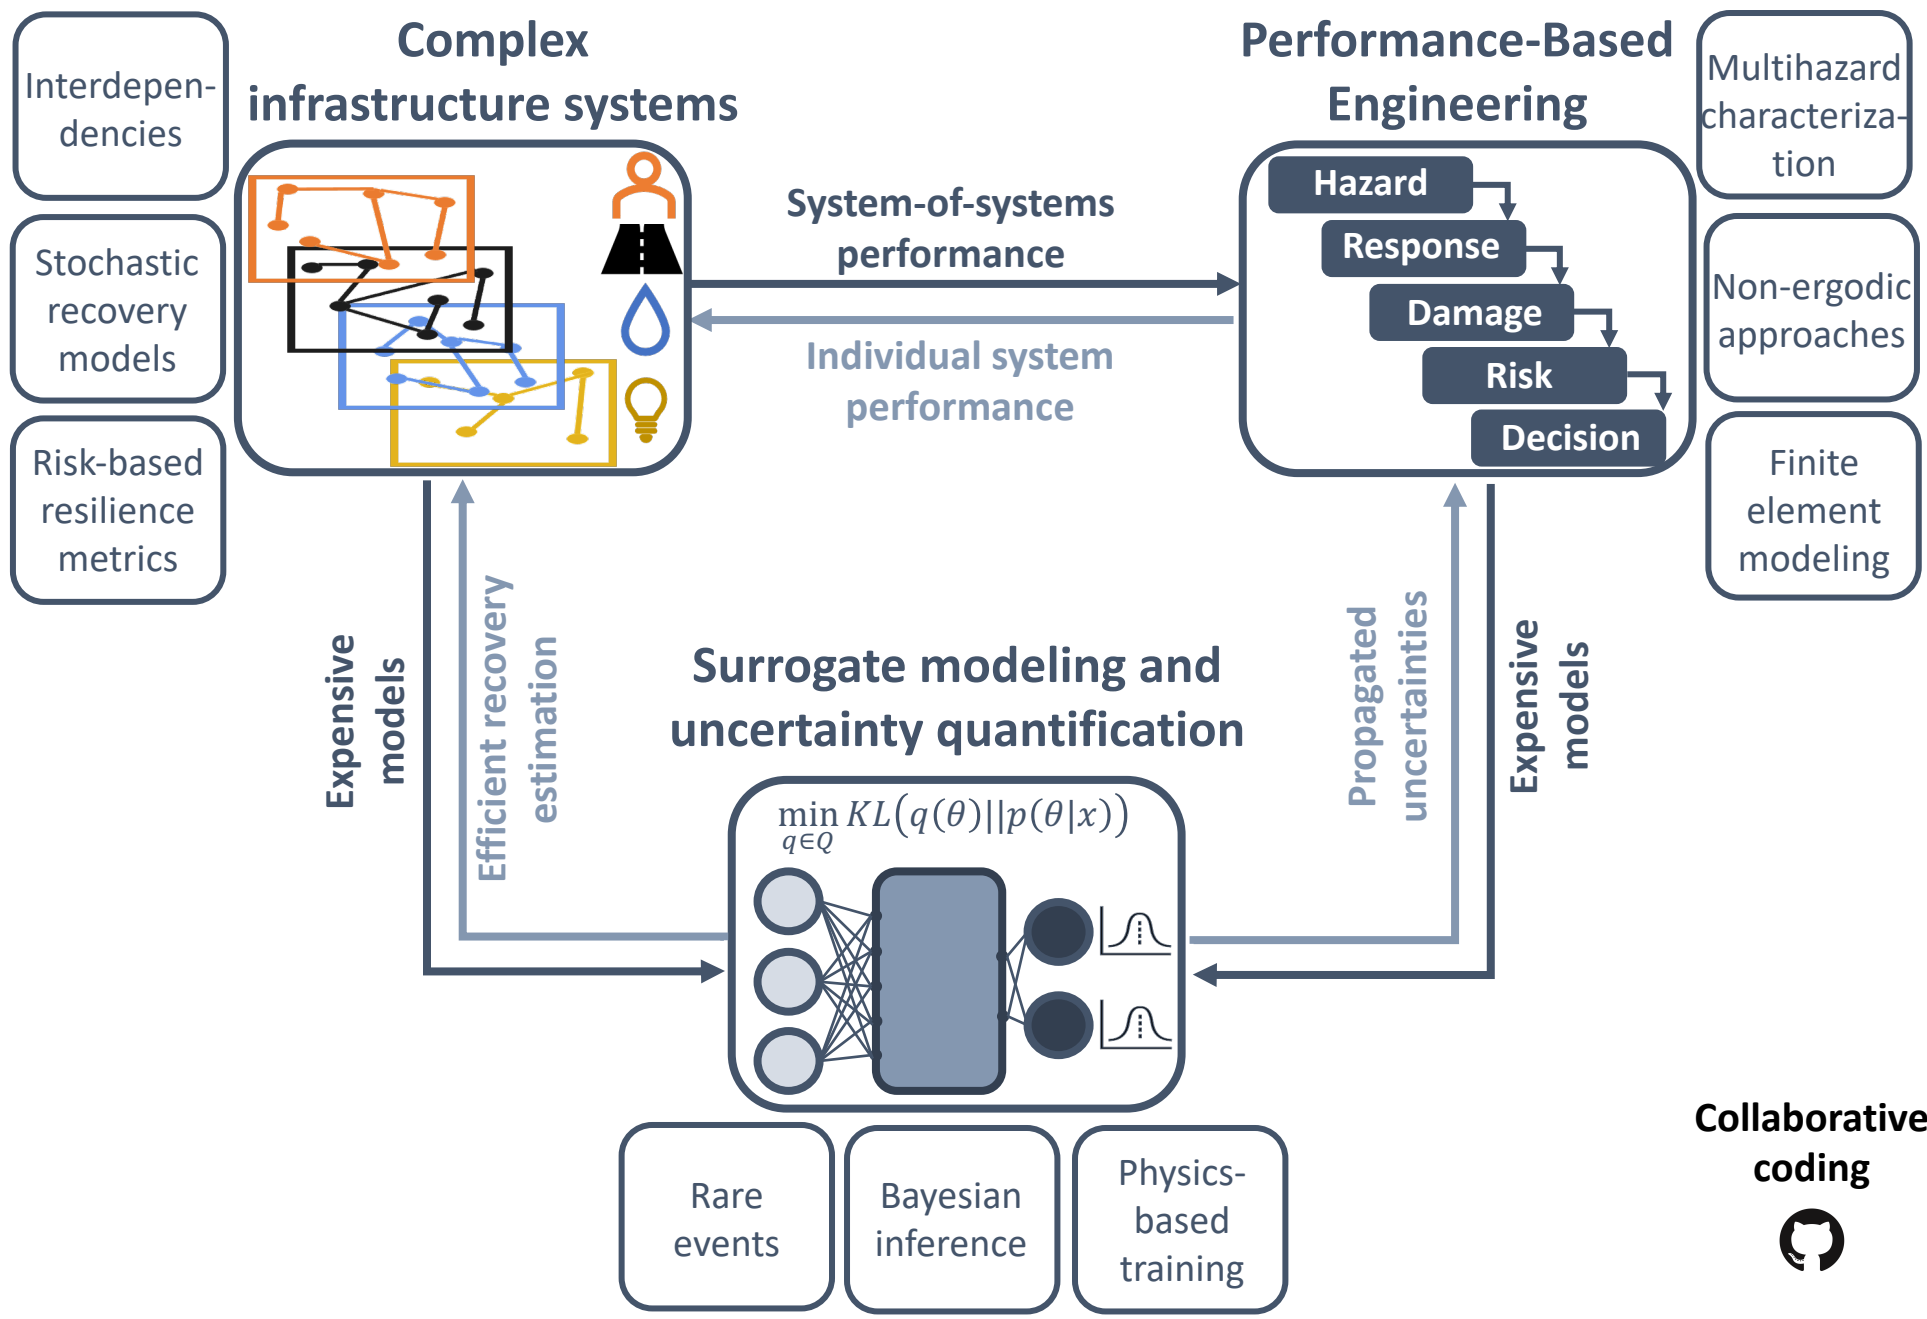 Interdepen-
dencies
Stochastic
recovery
models
Risk-based
resilience
metrics
Complex
infrastructure systems
System-of-systems
performance
Individual system
performance
Performance-Based
Engineering
Hazard
Response
Damage
Risk
Decision
Multihazard
characteriza-
tion
Non-ergodic
approaches
Finite
element
modeling
Expensive
models
Efficient recovery
estimation
Surrogate modeling and
uncertainty quantification
Propagated
uncertainties
Expensive
models
min KL(q(θ)||p(θ|x))
q∈Q
Rare
events
Bayesian
inference
Physics-
based
training
Collaborative
coding